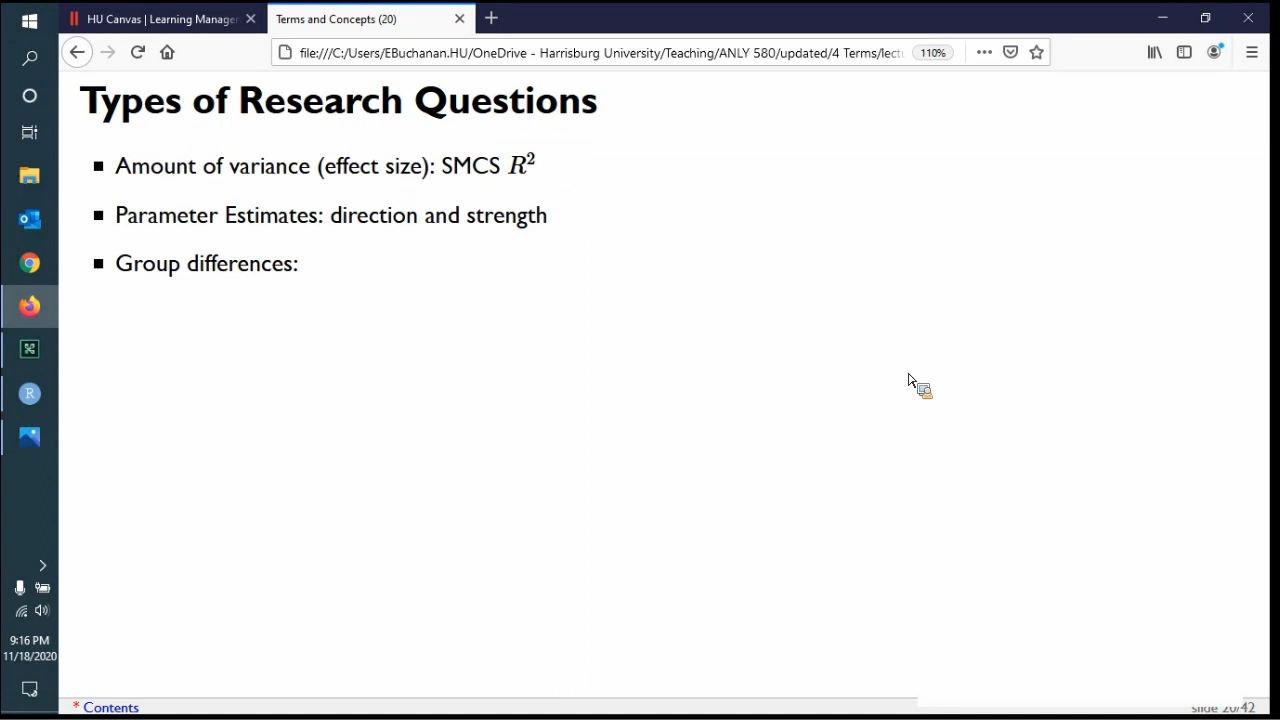 HU Canvas | Learning Manage
Terms and Concepts (20)
file:///C:/Users/EBuchanan.HU/OneDrive - Harrisburg University/Teaching/ANLY 580/updated/4 Terms/lect
110%
Types of Research Questions
Amount of variance (effect size): SMCS R²
Parameter Estimates: direction and strength
Group differences:
9:16 PM
11/18/2020
* Contents
slide 20/42